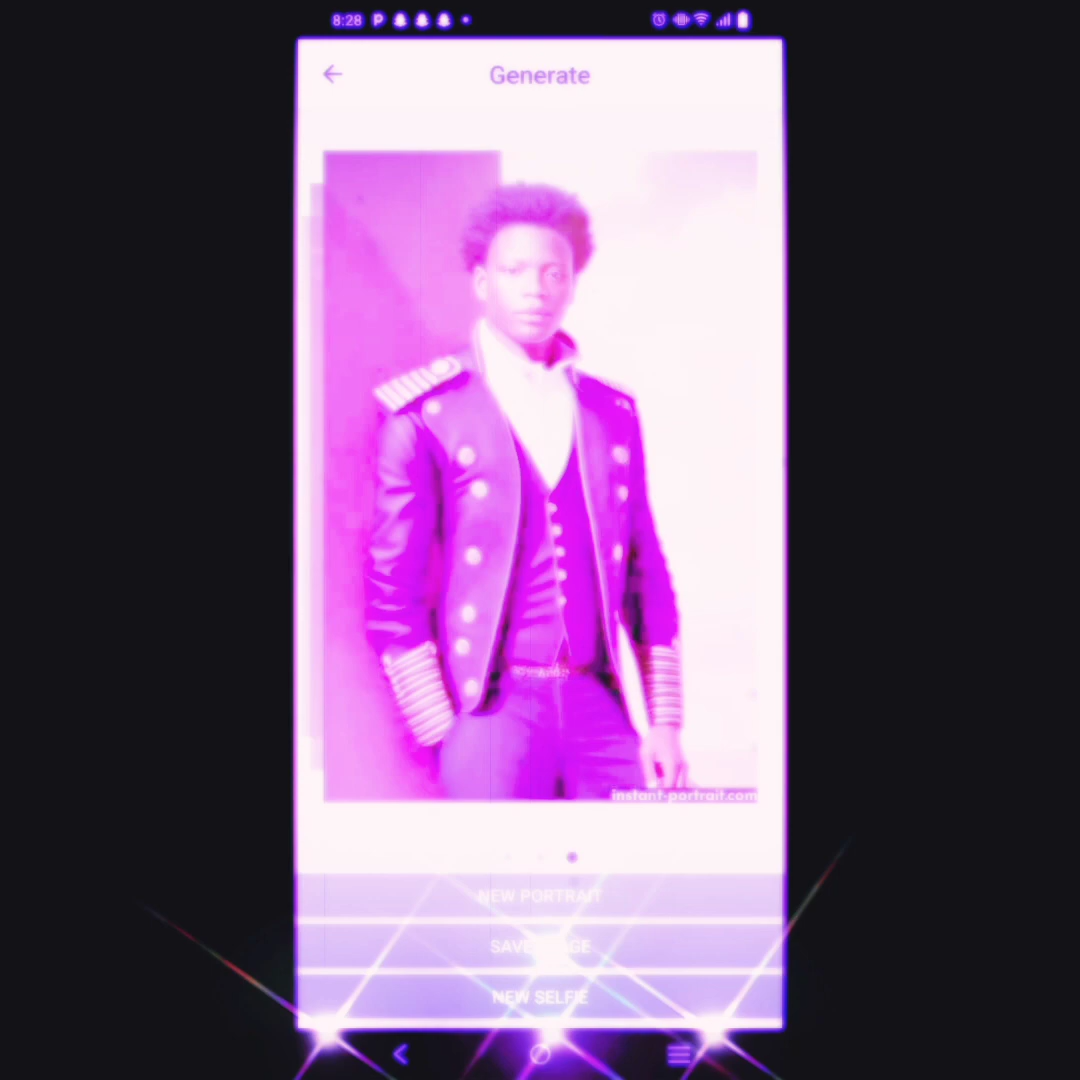 8:28 P
Generate
instant-portrait.com
NEW PORTRAIT
NEW SELFIE